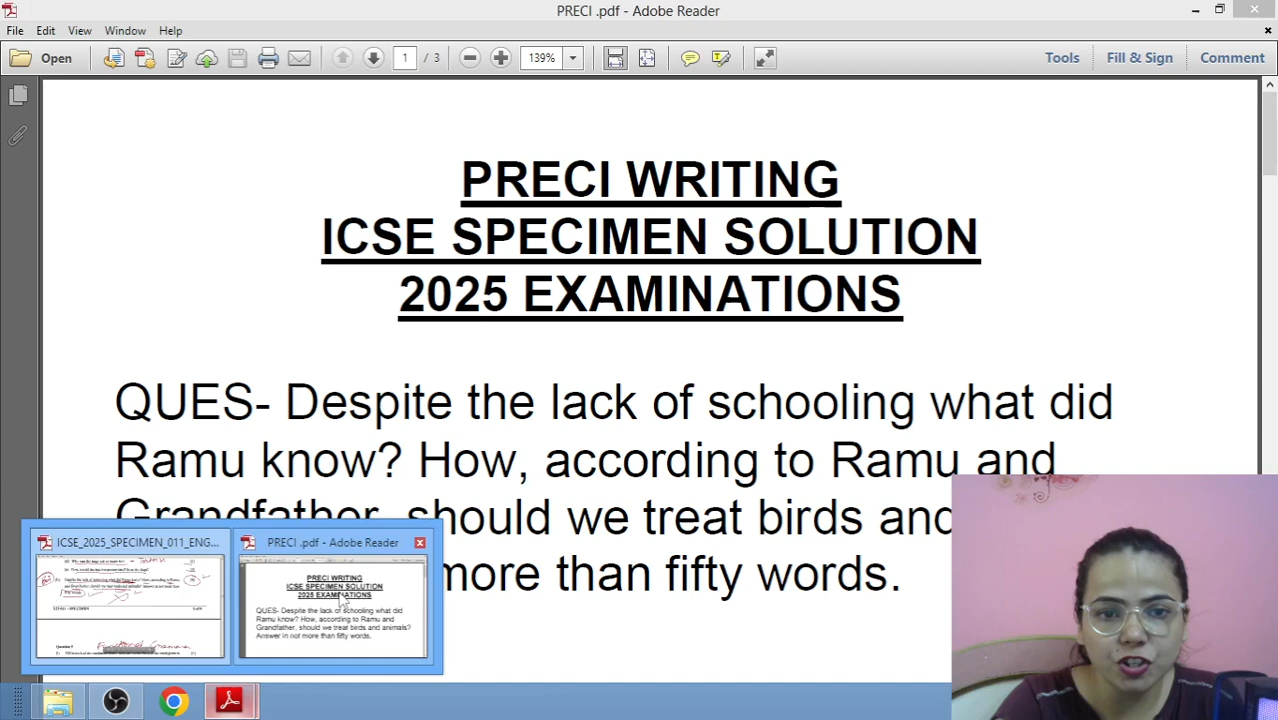 PRECI .pdf - Adobe Reader
File Edit View Window Help
Open 1 / 3 139% Tools Fill & Sign Comment
PRECI WRITING
ICSE SPECIMEN SOLUTION
2025 EXAMINATIONS
QUES- Despite the lack of schooling what did
Ramu know? How, according to Ramu and
Grandfather, should we treat birds and
more than fifty words.
ICSE_2025_SPECIMEN_011_ENG...
PRECI .pdf - Adobe Reader
PRECI WRITING
ICSE SPECIMEN SOLUTION
2025 EXAMINATIONS
QUES- Despite the lack of schooling what did
Ramu know? How, according to Ramu and
Grandfather, should we treat birds and animals?
Answer in not more than fifty words.